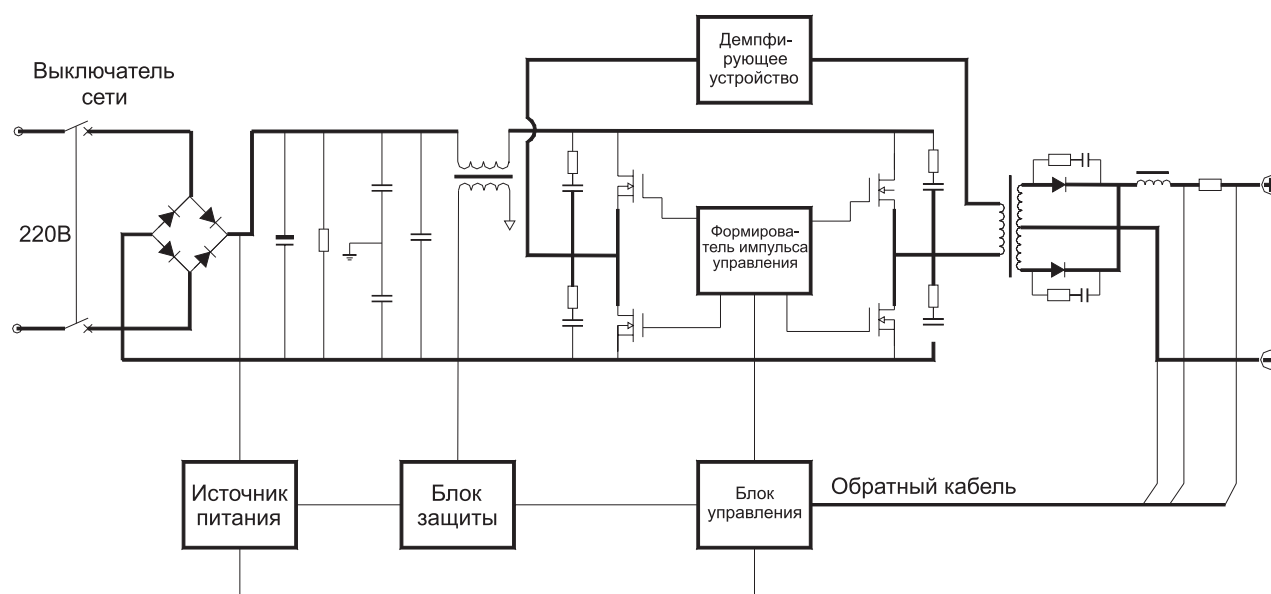 Демпфи-
рующее
устройство
Выключатель
сети
220В
Формирова-
тель импульса
управления
Источник
питания
Блок
защиты
Блок
управления
Обратный кабель